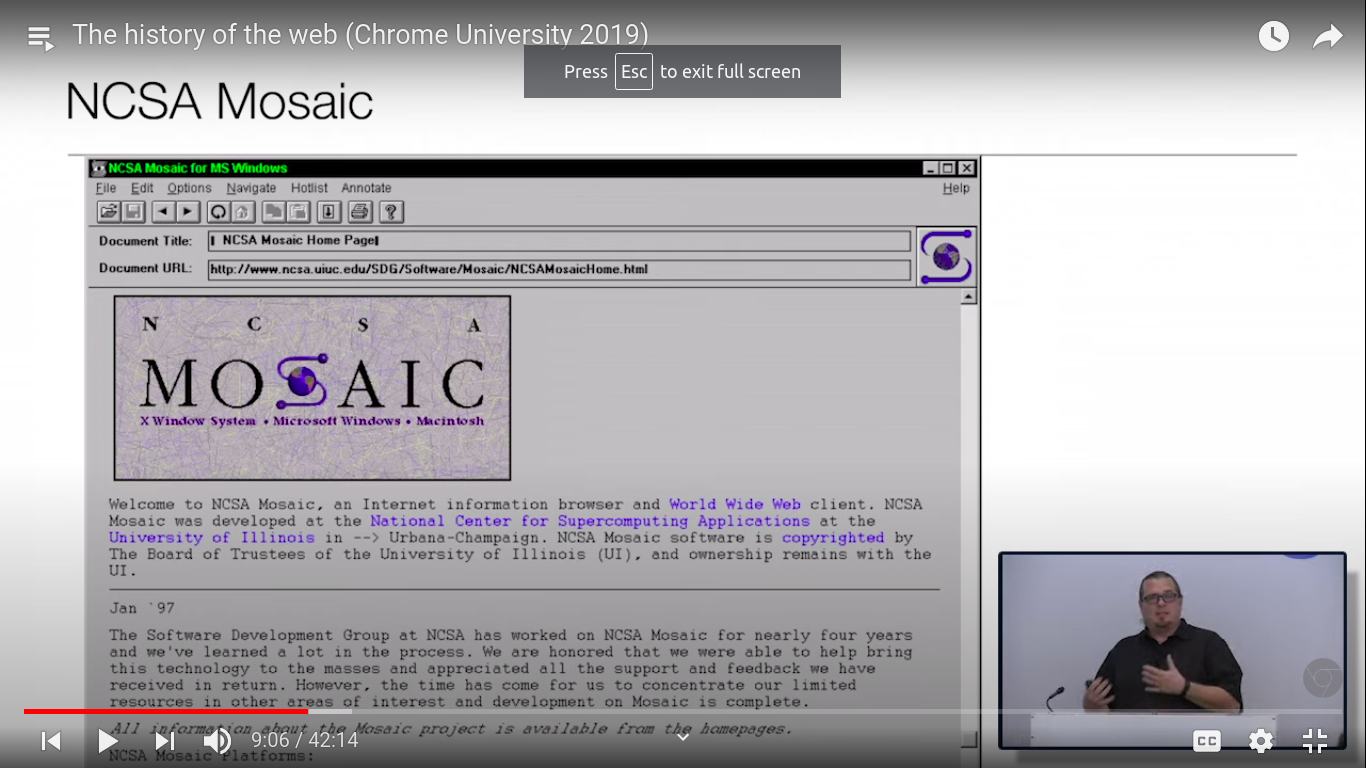 The history of the web (Chrome University 2019)
Press Esc to exit full screen
NCSA Mosaic
NCSA Mosaic for MS Windows
File Edit Options Navigate Hotlist Annotate Help
?
Document Title: NCSA Mosaic Home Page
Document URL: http://www.ncsa.uiuc.edu/SDG/Software/Mosaic/NCSAMosaicHome.html
N C S A
MOSAIC
X Window System • Microsoft Windows • Macintosh
Welcome to NCSA Mosaic, an Internet information browser and World Wide Web client. NCSA
Mosaic was developed at the National Center for Supercomputing Applications at the
University of Illinois in --> Urbana-Champaign. NCSA Mosaic software is copyrighted by
The Board of Trustees of the University of Illinois (UI), and ownership remains with the
UI.
Jan `97
The Software Development Group at NCSA has worked on NCSA Mosaic for nearly four years
and we've learned a lot in the process. We are honored that we were able to help bring
this technology to the masses and appreciated all the support and feedback we have
received in return. However, the time has come for us to concentrate our limited
resources in other areas of interest and development on Mosaic is complete.
All information about the Mosaic project is available from the homepages.
NCSA Mosaic Platforms:
9:06 / 42:14
CC